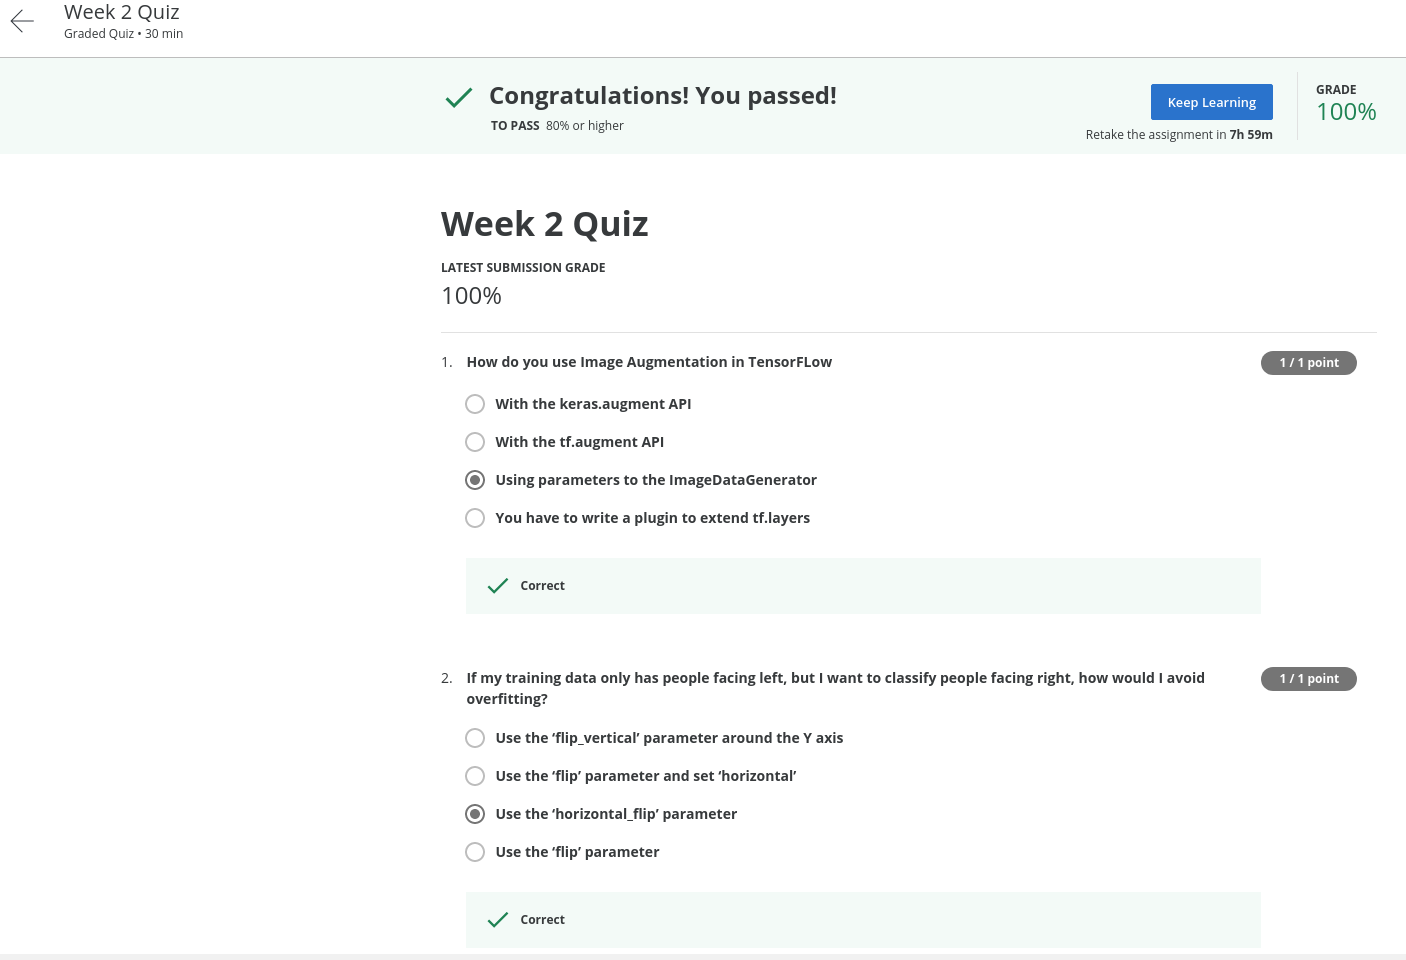 Week 2 Quiz
Graded Quiz • 30 min
Congratulations! You passed!
TO PASS 80% or higher
Keep Learning
Retake the assignment in 7h 59m
GRADE
100%
Week 2 Quiz
LATEST SUBMISSION GRADE
100%
1. How do you use Image Augmentation in TensorFLow
1 / 1 point
With the keras.augment API
With the tf.augment API
Using parameters to the ImageDataGenerator
You have to write a plugin to extend tf.layers
Correct
2. If my training data only has people facing left, but I want to classify people facing right, how would I avoid
overfitting?
1 / 1 point
Use the ‘flip_vertical’ parameter around the Y axis
Use the ‘flip’ parameter and set ‘horizontal’
Use the ‘horizontal_flip’ parameter
Use the ‘flip’ parameter
Correct